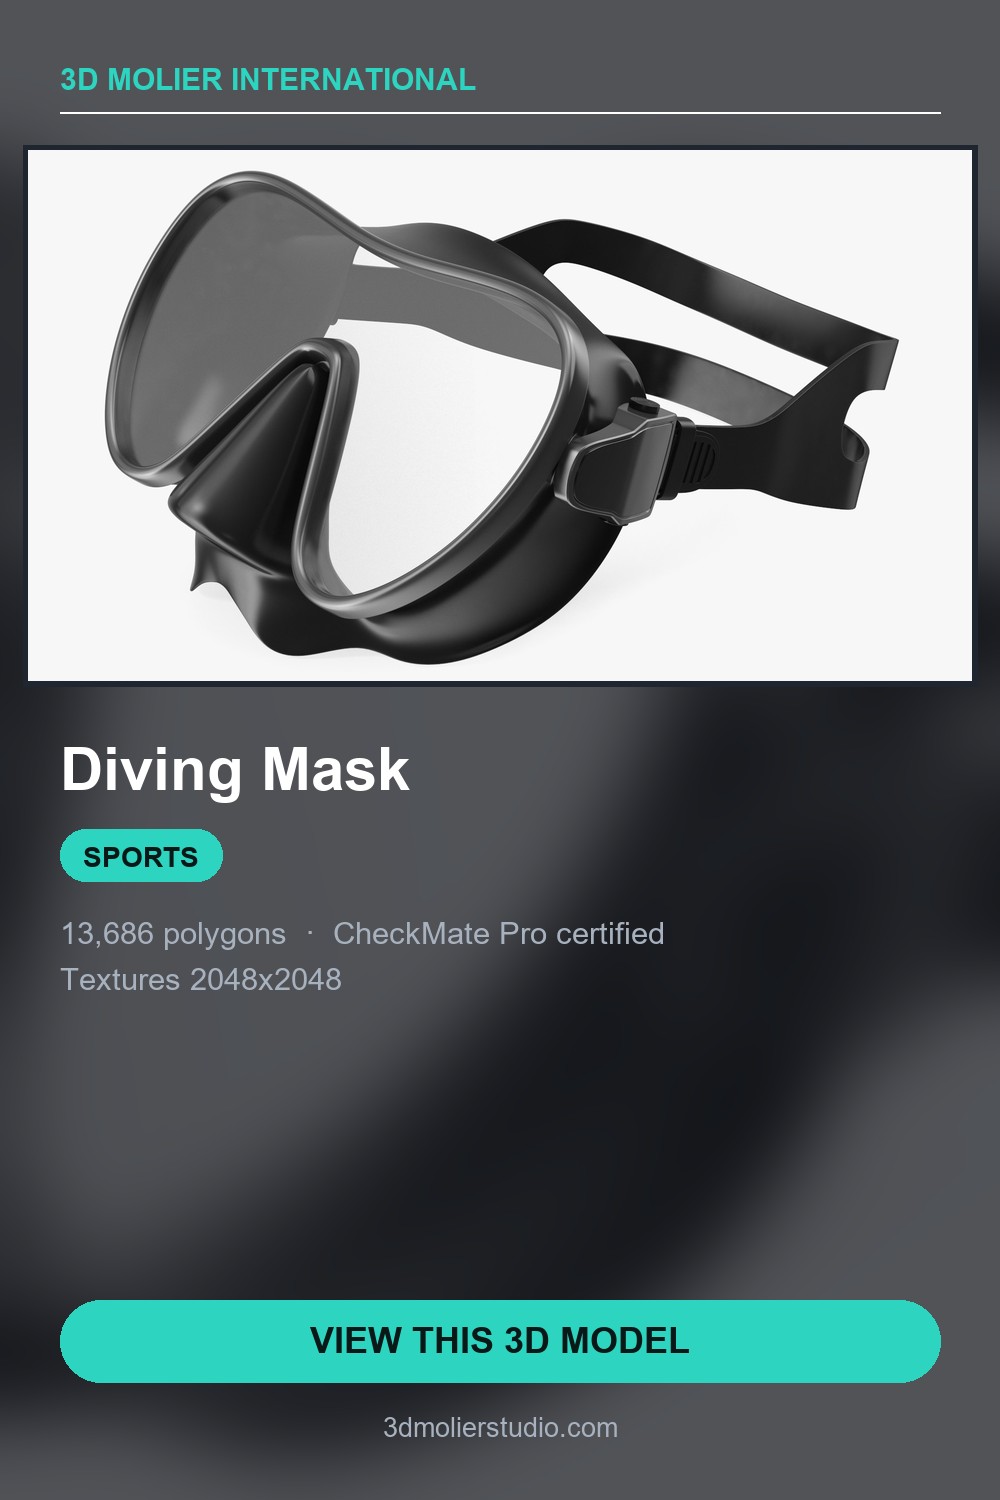 3D MOLIER INTERNATIONAL
Diving Mask
SPORTS
13,686 polygons · CheckMate Pro certified
Textures 2048x2048
VIEW THIS 3D MODEL
3dmolierstudio.com